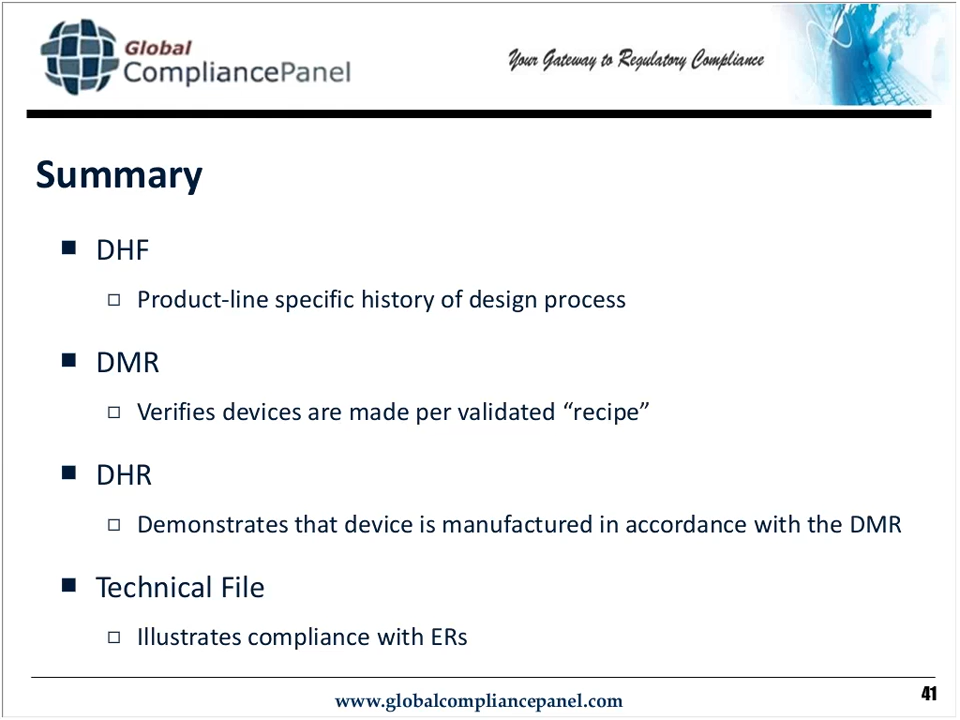 Global
CompliancePanel
Your Gateway to Regulatory Compliance
Summary
DHF
Product-line specific history of design process
DMR
Verifies devices are made per validated “recipe”
DHR
Demonstrates that device is manufactured in accordance with the DMR
Technical File
Illustrates compliance with ERs
www.globalcompliancepanel.com
41